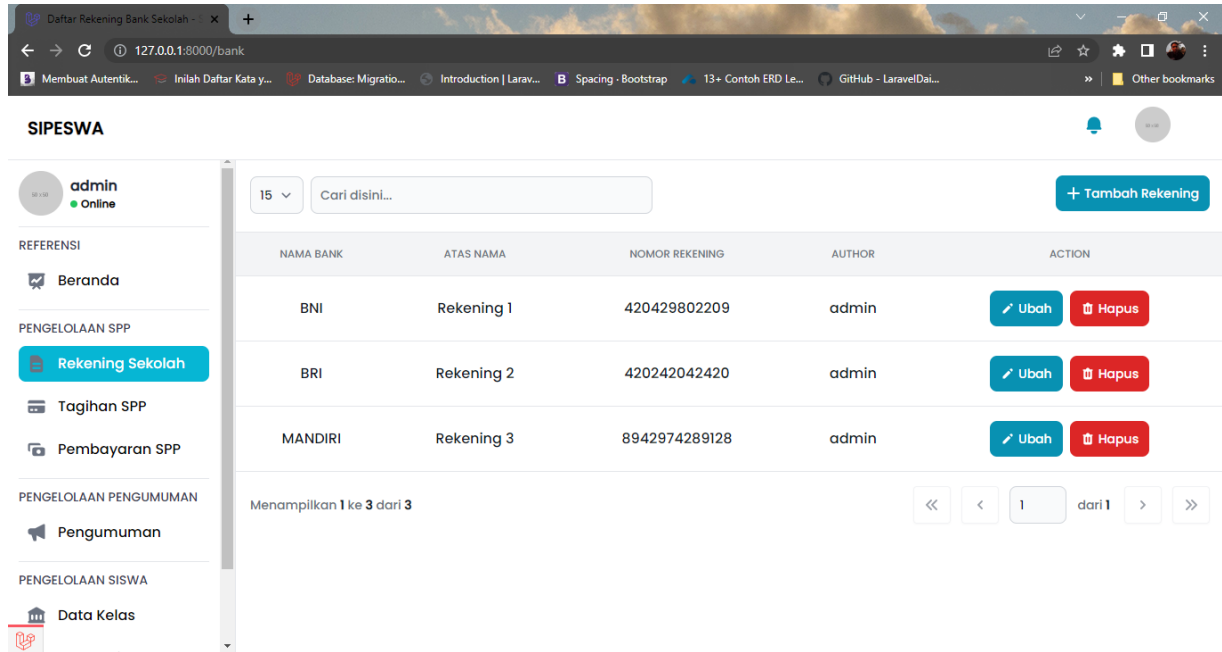 Daftar Rekening Bank Sekolah - S
127.0.0.1:8000/bank
Membuat Autentik... Inilah Daftar Kata y... Database: Migratio... Introduction | Larav... Spacing · Bootstrap 13+ Contoh ERD Le... GitHub - LaravelDai... » Other bookmarks
SIPESWA
admin
Online
REFERENSI
Beranda
PENGELOLAAN SPP
Rekening Sekolah
Tagihan SPP
Pembayaran SPP
PENGELOLAAN PENGUMUMAN
Pengumuman
PENGELOLAAN SISWA
Data Kelas
15 Cari disini... + Tambah Rekening
NAMA BANK ATAS NAMA NOMOR REKENING AUTHOR ACTION
BNI Rekening 1 420429802209 admin Ubah Hapus
BRI Rekening 2 420242042420 admin Ubah Hapus
MANDIRI Rekening 3 8942974289128 admin Ubah Hapus
Menampilkan 1 ke 3 dari 3 1 dari 1